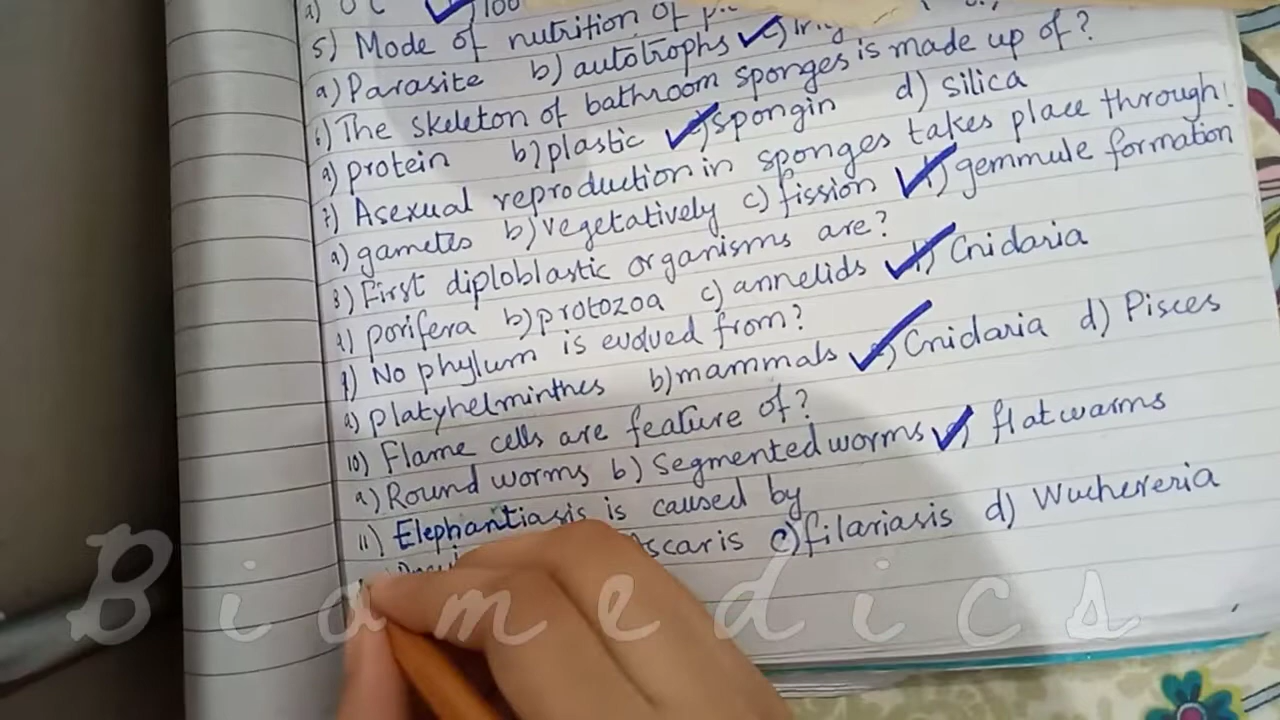 5) Mode of nutrition of
a) Parasite b) autotrophs
6) The skeleton of bathroom sponges is made up of?
a) protein b) plastic c) spongin d) silica
7) Asexual reproduction in sponges takes place through!
a) gametes b) vegetatively c) fission d) gemmule formation
8) First diploblastic organisms are?
a) porifera b) protozoa c) annelids d) Cnidaria
9) No phylum is evolved from?
a) platyhelminthes b) mammals c) Cnidaria d) Pisces
10) Flame cells are feature of?
a) Round worms b) Segmented worms c) flatwarms
11) Elephantiasis is caused by
Ascaris c) filariasis d) Wuchereria
Biomedics